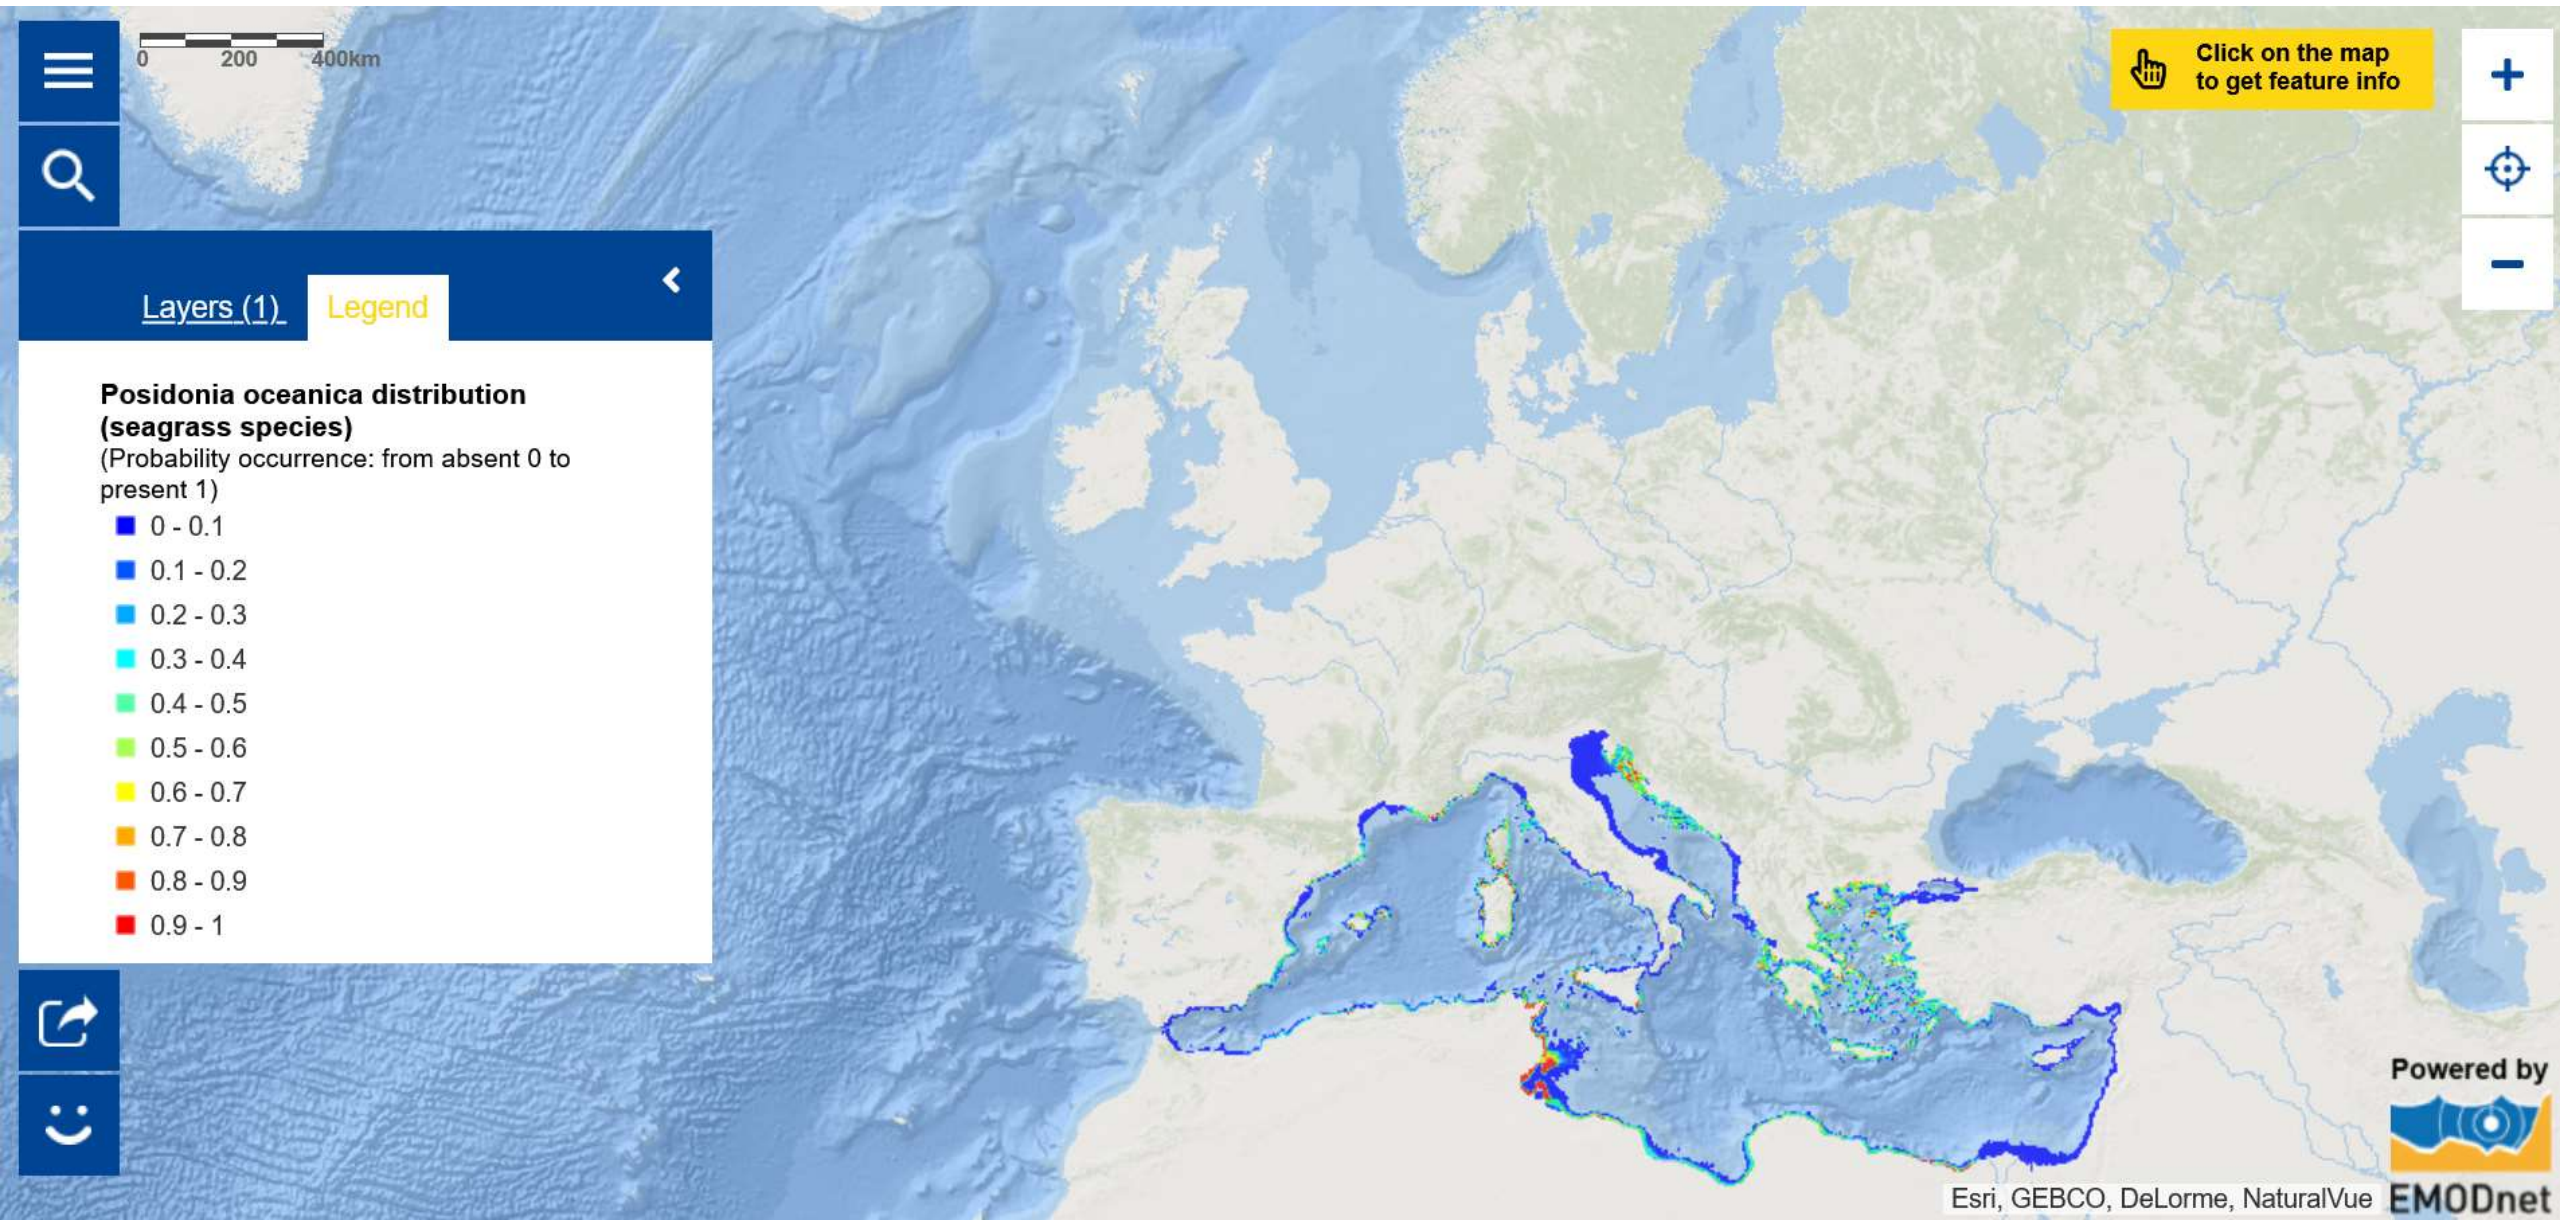 0 200 400km
Click on the map
to get feature info
Layers (1) Legend
Posidonia oceanica distribution
(seagrass species)
(Probability occurrence: from absent 0 to
present 1)
0 - 0.1
0.1 - 0.2
0.2 - 0.3
0.3 - 0.4
0.4 - 0.5
0.5 - 0.6
0.6 - 0.7
0.7 - 0.8
0.8 - 0.9
0.9 - 1
Powered by
EMODnet
Esri, GEBCO, DeLorme, NaturalVue